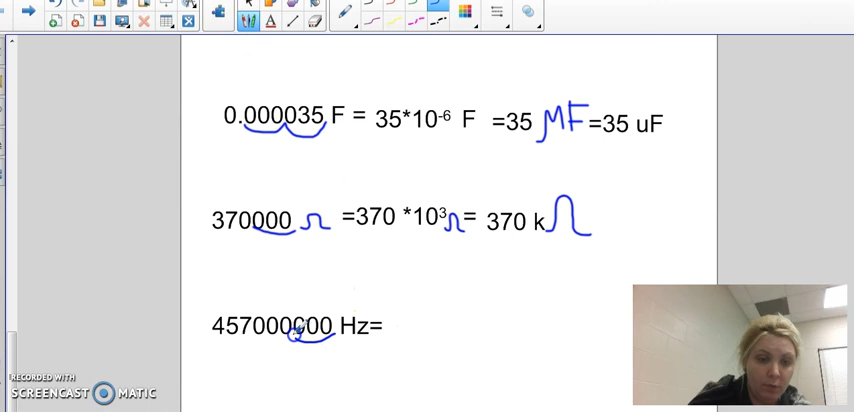 0.000035 F = 35*10⁻⁶ F =35 μF =35 uF
370000 Ω =370 *10³Ω= 370 kΩ
457000000 Hz=
RECORDED WITH
SCREENCAST MATIC